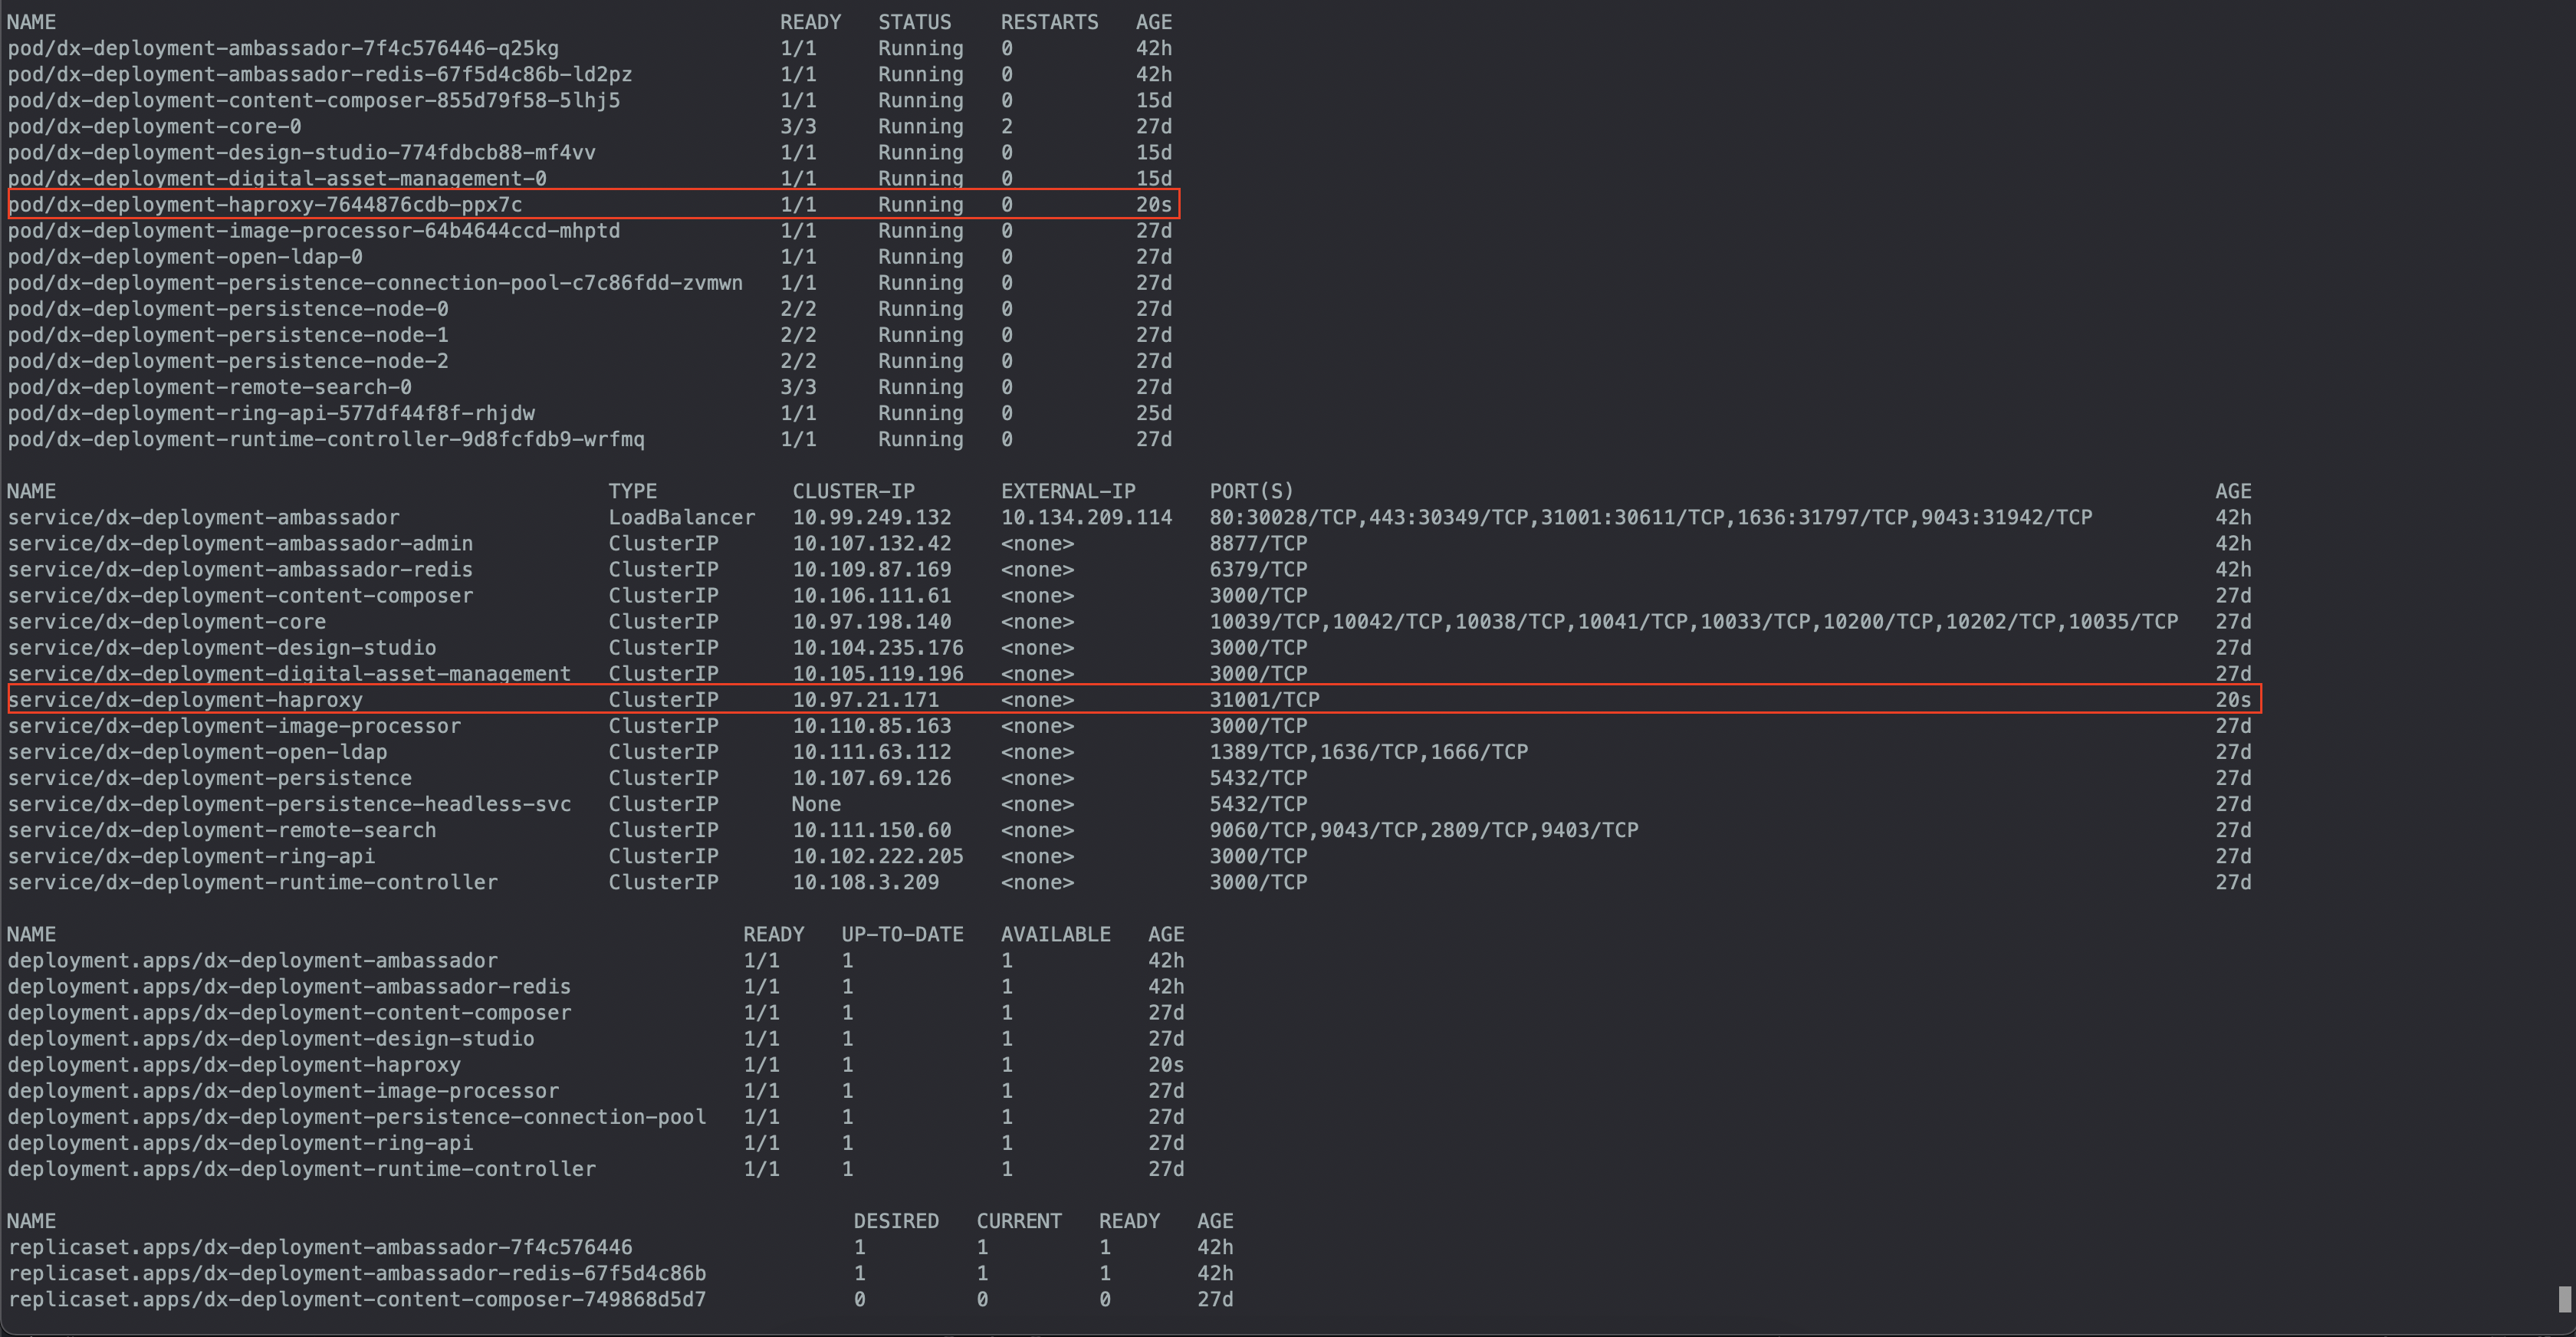 NAME READY STATUS RESTARTS AGE
pod/dx-deployment-ambassador-7f4c576446-q25kg 1/1 Running 0 42h
pod/dx-deployment-ambassador-redis-67f5d4c86b-ld2pz 1/1 Running 0 42h
pod/dx-deployment-content-composer-855d79f58-5lhj5 1/1 Running 0 15d
pod/dx-deployment-core-0 3/3 Running 2 27d
pod/dx-deployment-design-studio-774fdbcb88-mf4vv 1/1 Running 0 15d
pod/dx-deployment-digital-asset-management-0 1/1 Running 0 15d
pod/dx-deployment-haproxy-7644876cdb-ppx7c 1/1 Running 0 20s
pod/dx-deployment-image-processor-64b4644ccd-mhptd 1/1 Running 0 27d
pod/dx-deployment-open-ldap-0 1/1 Running 0 27d
pod/dx-deployment-persistence-connection-pool-c7c86fdd-zvmwn 1/1 Running 0 27d
pod/dx-deployment-persistence-node-0 2/2 Running 0 27d
pod/dx-deployment-persistence-node-1 2/2 Running 0 27d
pod/dx-deployment-persistence-node-2 2/2 Running 0 27d
pod/dx-deployment-remote-search-0 3/3 Running 0 27d
pod/dx-deployment-ring-api-577df44f8f-rhjdw 1/1 Running 0 25d
pod/dx-deployment-runtime-controller-9d8fcfdb9-wrfmq 1/1 Running 0 27d
NAME TYPE CLUSTER-IP EXTERNAL-IP PORT(S) AGE
service/dx-deployment-ambassador LoadBalancer 10.99.249.132 10.134.209.114 80:30028/TCP,443:30349/TCP,31001:30611/TCP,1636:31797/TCP,9043:31942/TCP 42h
service/dx-deployment-ambassador-admin ClusterIP 10.107.132.42 <none> 8877/TCP 42h
service/dx-deployment-ambassador-redis ClusterIP 10.109.87.169 <none> 6379/TCP 42h
service/dx-deployment-content-composer ClusterIP 10.106.111.61 <none> 3000/TCP 27d
service/dx-deployment-core ClusterIP 10.97.198.140 <none> 10039/TCP,10042/TCP,10038/TCP,10041/TCP,10033/TCP,10200/TCP,10202/TCP,10035/TCP 27d
service/dx-deployment-design-studio ClusterIP 10.104.235.176 <none> 3000/TCP 27d
service/dx-deployment-digital-asset-management ClusterIP 10.105.119.196 <none> 3000/TCP 27d
service/dx-deployment-haproxy ClusterIP 10.97.21.171 <none> 31001/TCP 20s
service/dx-deployment-image-processor ClusterIP 10.110.85.163 <none> 3000/TCP 27d
service/dx-deployment-open-ldap ClusterIP 10.111.63.112 <none> 1389/TCP,1636/TCP,1666/TCP 27d
service/dx-deployment-persistence ClusterIP 10.107.69.126 <none> 5432/TCP 27d
service/dx-deployment-persistence-headless-svc ClusterIP None <none> 5432/TCP 27d
service/dx-deployment-remote-search ClusterIP 10.111.150.60 <none> 9060/TCP,9043/TCP,2809/TCP,9403/TCP 27d
service/dx-deployment-ring-api ClusterIP 10.102.222.205 <none> 3000/TCP 27d
service/dx-deployment-runtime-controller ClusterIP 10.108.3.209 <none> 3000/TCP 27d
NAME READY UP-TO-DATE AVAILABLE AGE
deployment.apps/dx-deployment-ambassador 1/1 1 1 42h
deployment.apps/dx-deployment-ambassador-redis 1/1 1 1 42h
deployment.apps/dx-deployment-content-composer 1/1 1 1 27d
deployment.apps/dx-deployment-design-studio 1/1 1 1 27d
deployment.apps/dx-deployment-haproxy 1/1 1 1 20s
deployment.apps/dx-deployment-image-processor 1/1 1 1 27d
deployment.apps/dx-deployment-persistence-connection-pool 1/1 1 1 27d
deployment.apps/dx-deployment-ring-api 1/1 1 1 27d
deployment.apps/dx-deployment-runtime-controller 1/1 1 1 27d
NAME DESIRED CURRENT READY AGE
replicaset.apps/dx-deployment-ambassador-7f4c576446 1 1 1 42h
replicaset.apps/dx-deployment-ambassador-redis-67f5d4c86b 1 1 1 42h
replicaset.apps/dx-deployment-content-composer-749868d5d7 0 0 0 27d